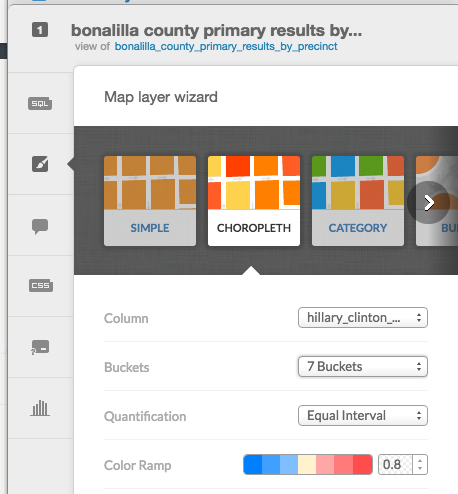 1
bonalilla county primary results by...
view of bonalilla_county_primary_results_by_precinct
SQL
Map layer wizard
SIMPLE
CHOROPLETH
CATEGORY
BU
CSS
Column
hillary_clinton_...
Buckets
7 Buckets
Quantification
Equal Interval
Color Ramp
0.8